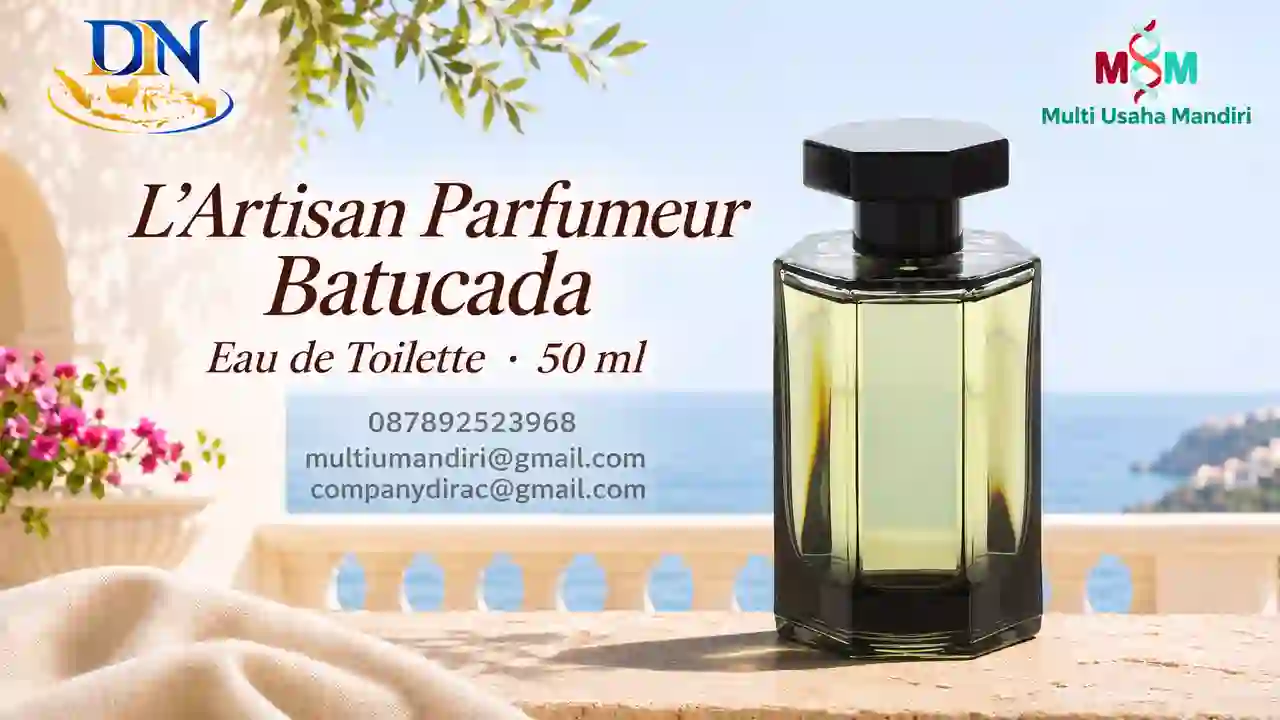 DN
M M
Multi Usaha Mandiri
L'Artisan Parfumeur
Batucada
Eau de Toilette · 50 ml
087892523968
multiumandiri@gmail.com
companydirac@gmail.com